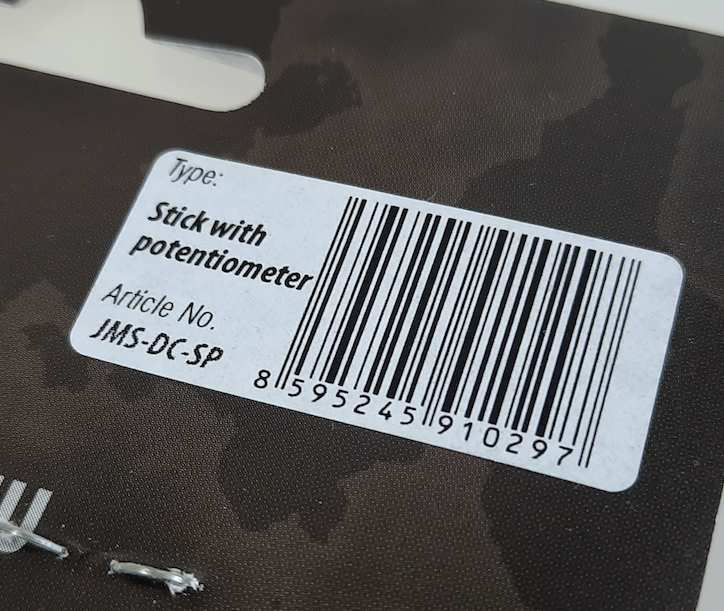 Type:
Stick with
potentiometer
Article No.
JMS-DC-SP
8 595245 910297